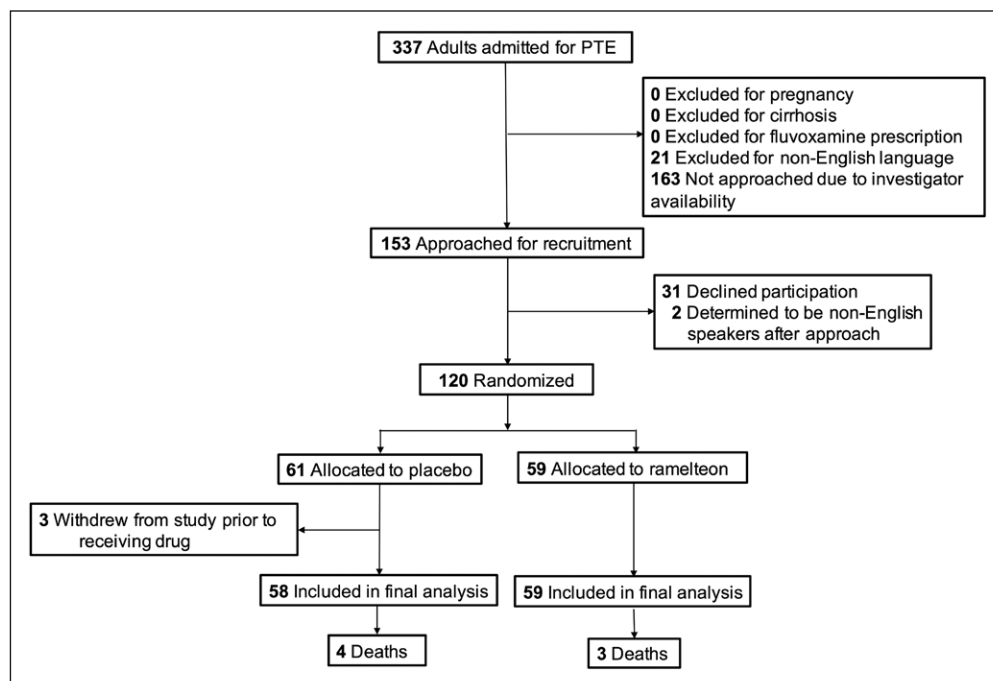 337 Adults admitted for PTE
0 Excluded for pregnancy
0 Excluded for cirrhosis
0 Excluded for fluvoxamine prescription
21 Excluded for non-English language
163 Not approached due to investigator
availability
153 Approached for recruitment
31 Declined participation
2 Determined to be non-English
speakers after approach
120 Randomized
61 Allocated to placebo
59 Allocated to ramelteon
3 Withdrew from study prior to
receiving drug
58 Included in final analysis
59 Included in final analysis
4 Deaths
3 Deaths